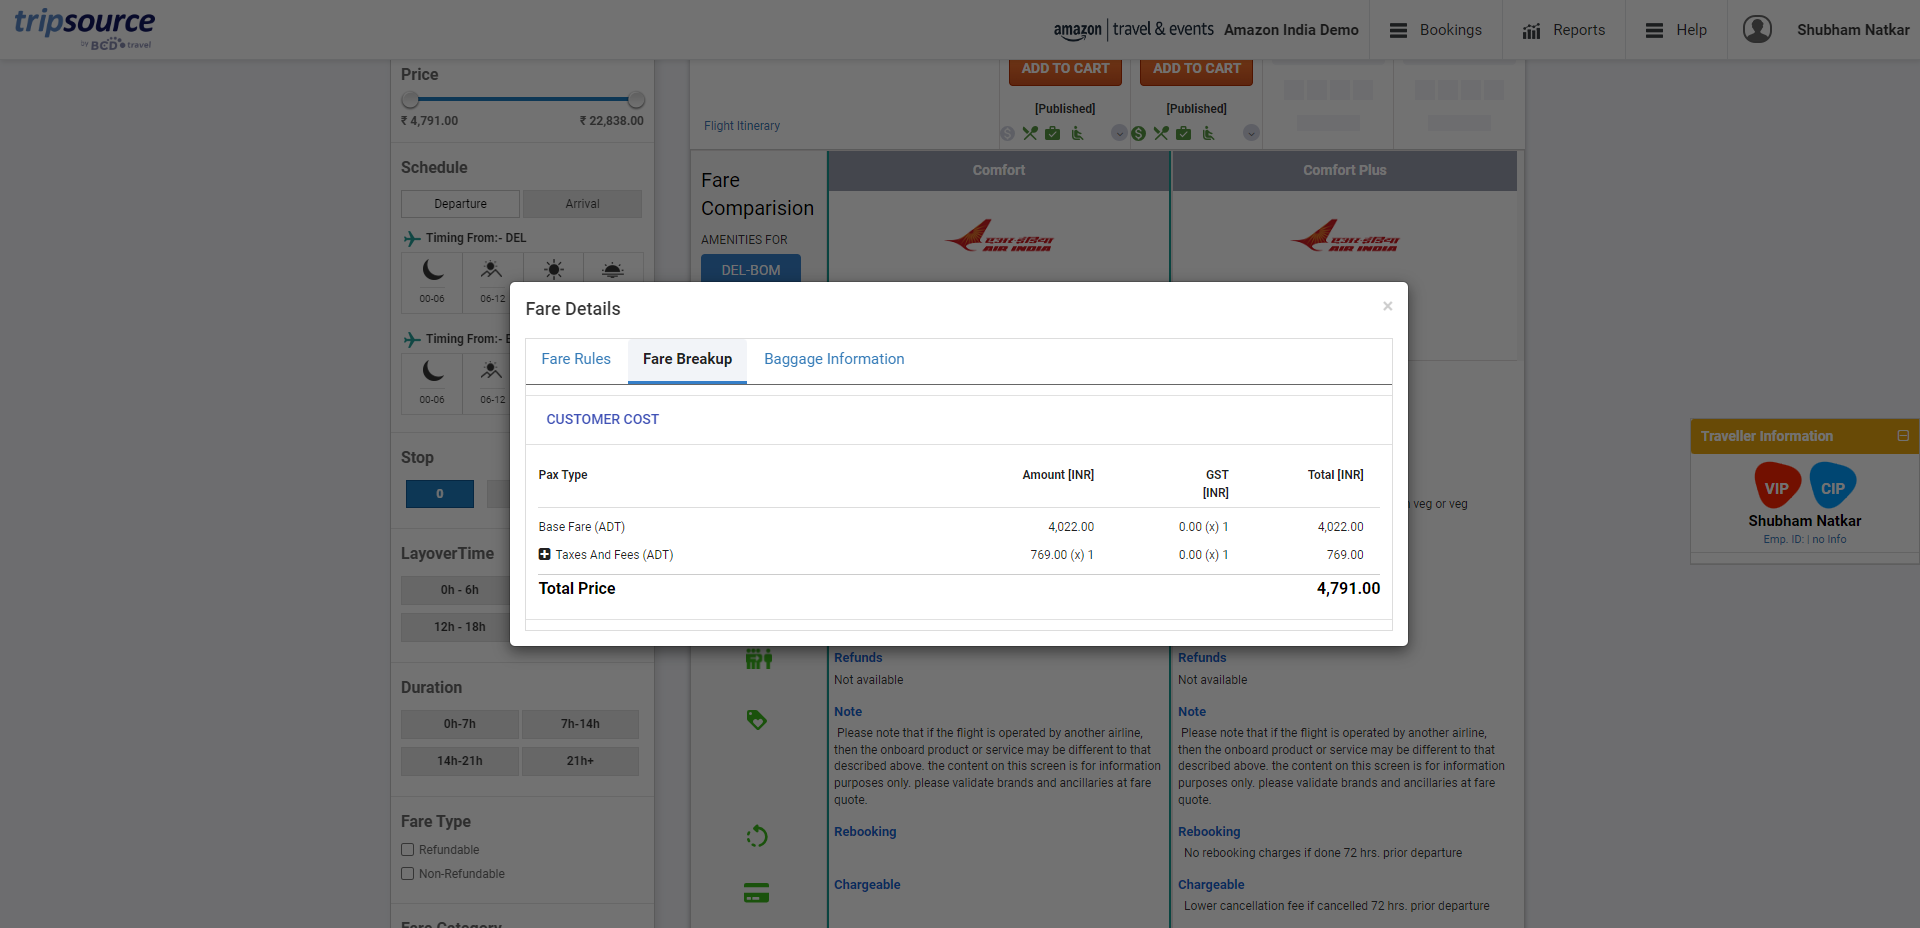 tripsource
by BCD travel
amazon | travel & events Amazon India Demo
Bookings
Reports
Help
Shubham Natkar
Price
₹ 4,791.00 ₹ 22,838.00
Schedule
Departure Arrival
Timing From:- DEL
00-06 06-12
Timing From:-
00-06 06-12
Stop
0
LayoverTime
0h - 6h
12h - 18h
Duration
0h-7h 7h-14h
14h-21h 21h+
Fare Type
Refundable
Non-Refundable
Fare Category
ADD TO CART ADD TO CART
[Published] [Published]
Flight Itinerary
Fare
Comparision
AMENITIES FOR
DEL-BOM
Comfort Comfort Plus
एअर-इंडिया
AIR INDIA
एअर-इंडिया
AIR INDIA
Fare Details ×
Fare Rules Fare Breakup Baggage Information
CUSTOMER COST
Pax Type Amount [INR] GST [INR] Total [INR]
Base Fare (ADT) 4,022.00 0.00 (x) 1 4,022.00
Taxes And Fees (ADT) 769.00 (x) 1 0.00 (x) 1 769.00
Total Price 4,791.00
veg or veg
Refunds
Not available
Note
Please note that if the flight is operated by another airline,
then the onboard product or service may be different to that
described above. the content on this screen is for information
purposes only. please validate brands and ancillaries at fare
quote.
Rebooking
Chargeable
Refunds
Not available
Note
Please note that if the flight is operated by another airline,
then the onboard product or service may be different to that
described above. the content on this screen is for information
purposes only. please validate brands and ancillaries at fare
quote.
Rebooking
No rebooking charges if done 72 hrs. prior departure
Chargeable
Lower cancellation fee if cancelled 72 hrs. prior departure
Traveller Information
VIP CIP
Shubham Natkar
Emp. ID: | no Info